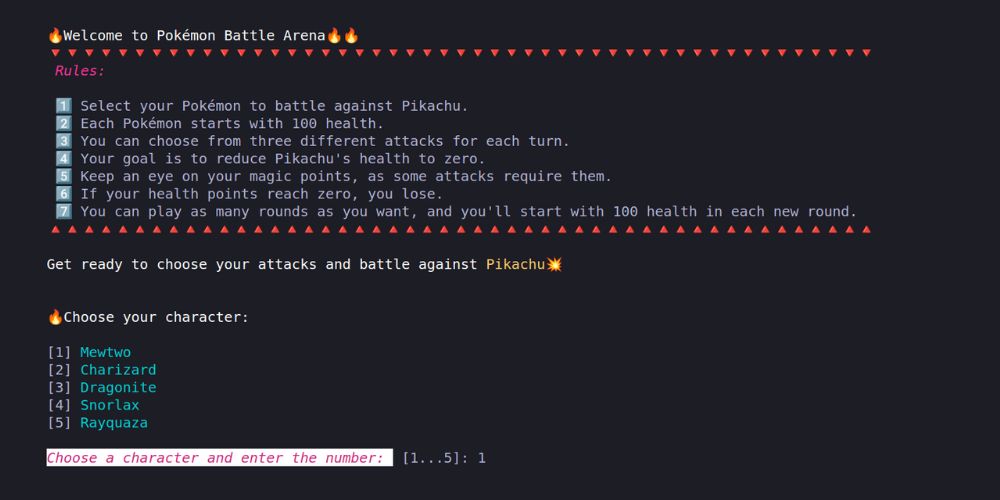 🔥Welcome to Pokémon Battle Arena🔥🔥
Rules:
1️⃣ Select your Pokémon to battle against Pikachu.
2️⃣ Each Pokémon starts with 100 health.
3️⃣ You can choose from three different attacks for each turn.
4️⃣ Your goal is to reduce Pikachu's health to zero.
5️⃣ Keep an eye on your magic points, as some attacks require them.
6️⃣ If your health points reach zero, you lose.
7️⃣ You can play as many rounds as you want, and you'll start with 100 health in each new round.
Get ready to choose your attacks and battle against Pikachu💥
🔥Choose your character:
[1] Mewtwo
[2] Charizard
[3] Dragonite
[4] Snorlax
[5] Rayquaza
Choose a character and enter the number: [1...5]: 1